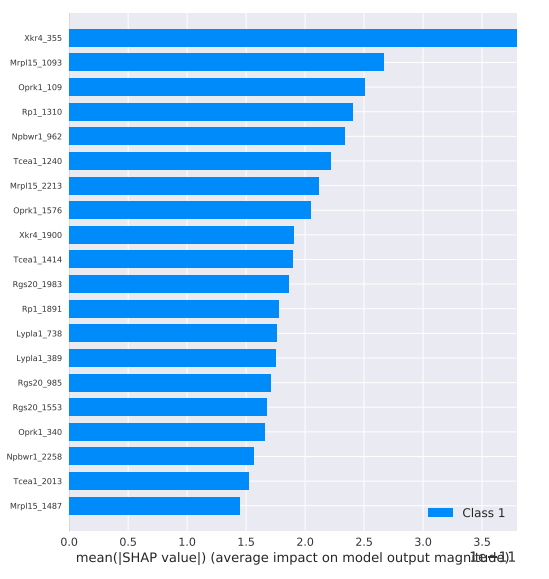 Xkr4_355
Mrpl15_1093
Oprk1_109
Rp1_1310
Npbwr1_962
Tcea1_1240
Mrpl15_2213
Oprk1_1576
Xkr4_1900
Tcea1_1414
Rgs20_1983
Rp1_1891
Lypla1_738
Lypla1_389
Rgs20_985
Rgs20_1553
Oprk1_340
Npbwr1_2258
Tcea1_2013
Mrpl15_1487
Class 1
0.0 0.5 1.0 1.5 2.0 2.5 3.0 3.5
mean(|SHAP value|) (average impact on model output magnitude)
1e−11